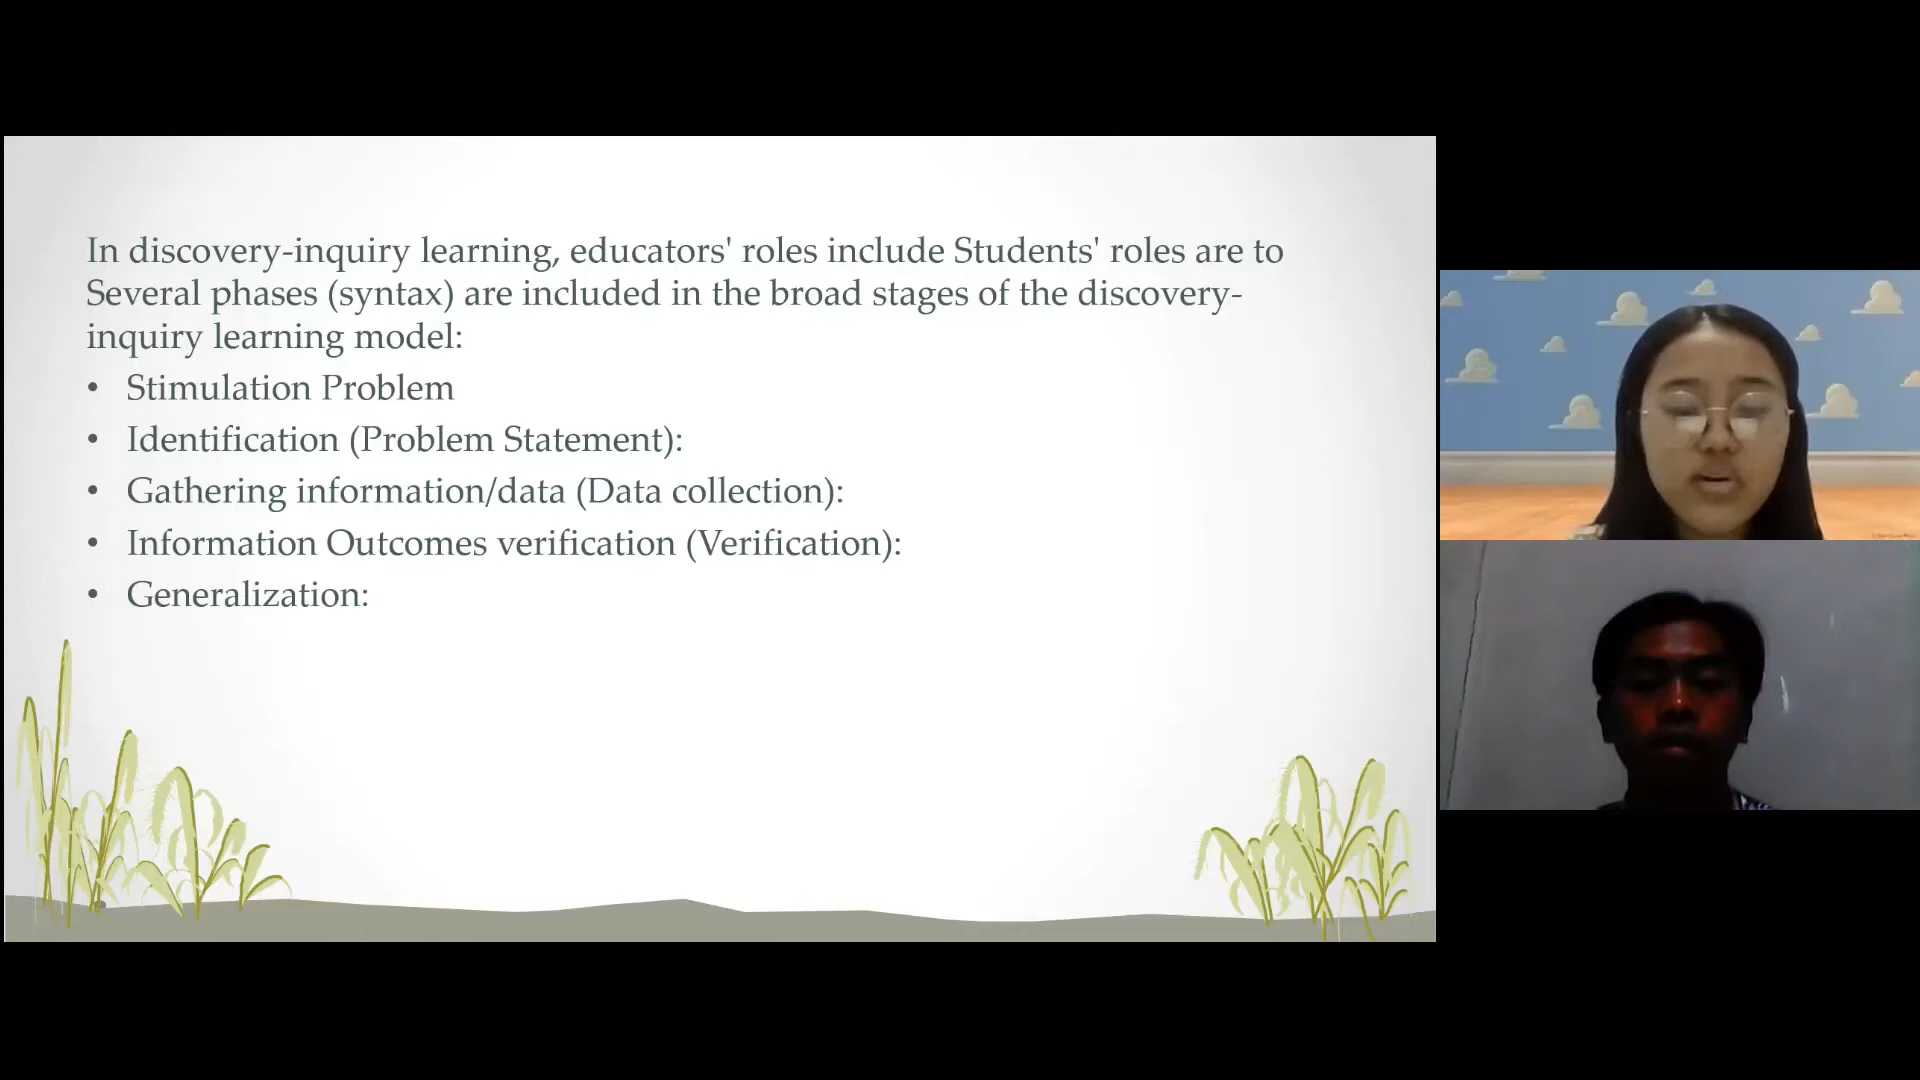 In discovery-inquiry learning, educators' roles include Students' roles are to
Several phases (syntax) are included in the broad stages of the discovery-
inquiry learning model:
• Stimulation Problem
• Identification (Problem Statement):
• Gathering information/data (Data collection):
• Information Outcomes verification (Verification):
• Generalization: